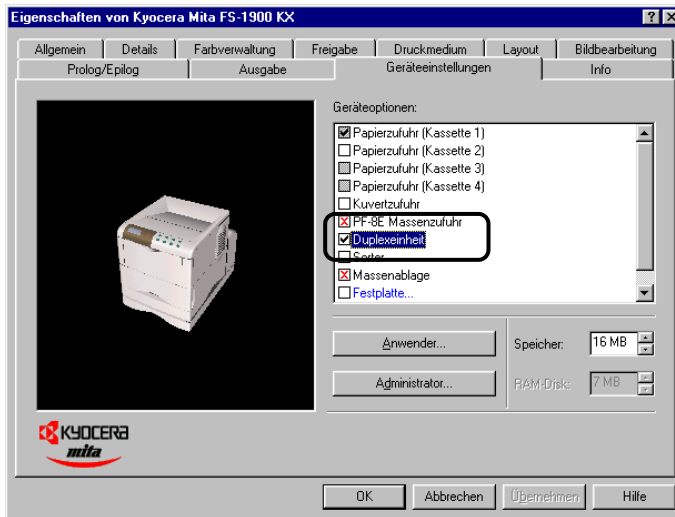 Eigenschaften von Kyocera Mita FS-1900 KX
Allgemein Details Farbverwaltung Freigabe Druckmedium Layout Bildbearbeitung
Prolog/Epilog Ausgabe Geräteeinstellungen Info
Geräteoptionen:
Papierzufuhr (Kassette 1)
Papierzufuhr (Kassette 2)
Papierzufuhr (Kassette 3)
Papierzufuhr (Kassette 4)
Kuvertzufuhr
PF-8E Massenzufuhr
Duplexeinheit
Sorter
Massenablage
Festplatte...
Anwender... Speicher: 16 MB
Administrator... RAM-Disk: 7 MB
KYOCERA
mita
OK Abbrechen Übernehmen Hilfe